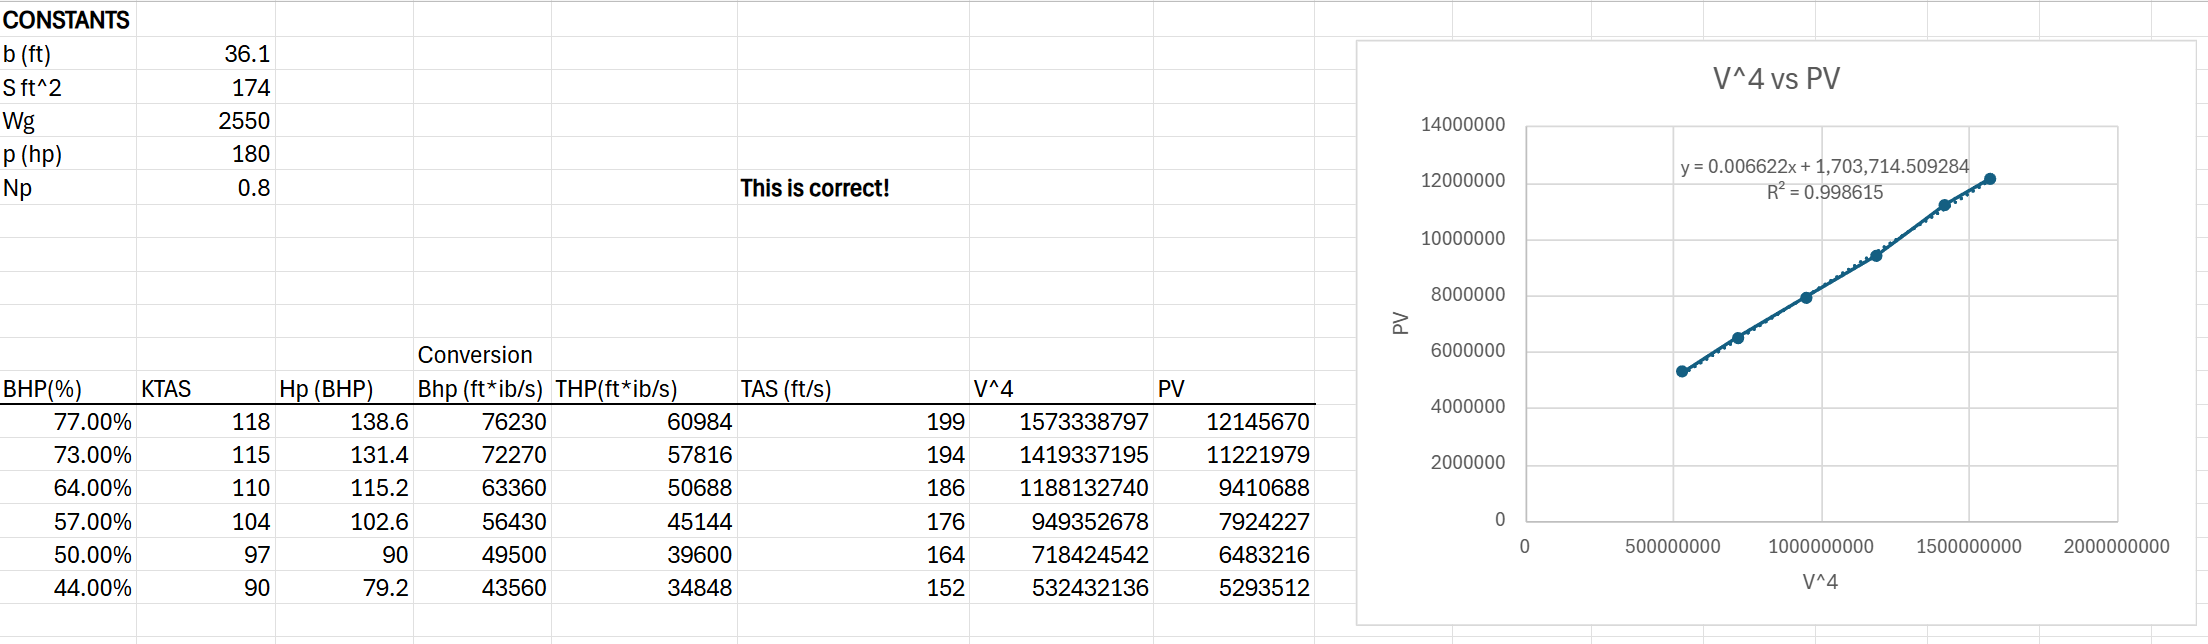 CONSTANTS
b (ft) 36.1
S ft^2 174
Wg 2550
p (hp) 180
Np 0.8 This is correct!
Conversion
BHP(%) KTAS Hp (BHP) Bhp (ft*ib/s) THP(ft*ib/s) TAS (ft/s) V^4 PV
77.00% 118 138.6 76230 60984 199 1573338797 12145670
73.00% 115 131.4 72270 57816 194 1419337195 11221979
64.00% 110 115.2 63360 50688 186 1188132740 9410688
57.00% 104 102.6 56430 45144 176 949352678 7924227
50.00% 97 90 49500 39600 164 718424542 6483216
44.00% 90 79.2 43560 34848 152 532432136 5293512
V^4 vs PV
y = 0.006622x + 1,703,714.509284
R² = 0.998615
14000000
12000000
10000000
8000000
6000000
4000000
2000000
0
PV
0 500000000 1000000000 1500000000 2000000000
V^4